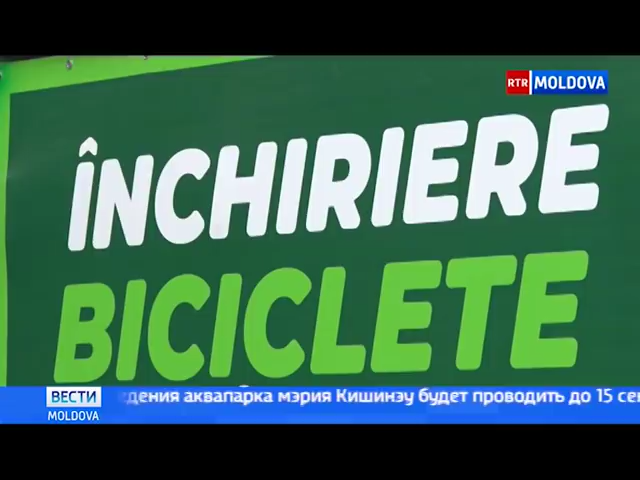 RTR MOLDOVA
ÎNCHIRIERE
BICICLETE
ВЕСТИ
MOLDOVA
аквапарка мэрия Кишинэу будет проводить до 15